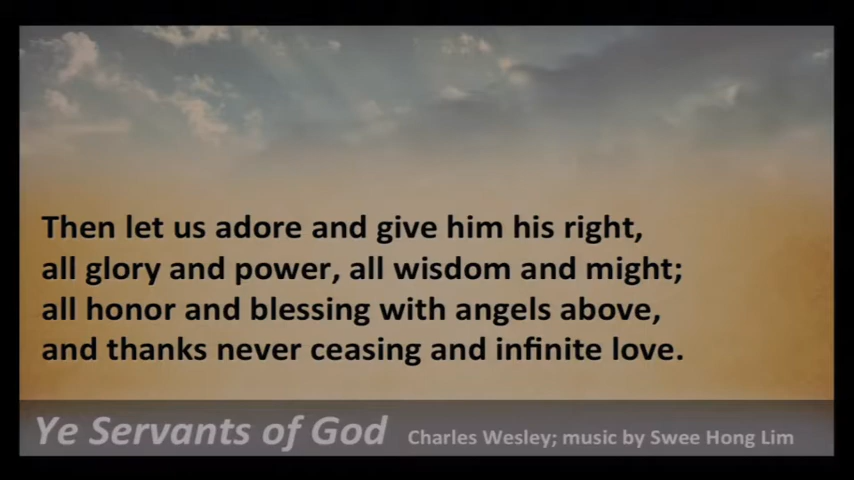 Then let us adore and give him his right,
all glory and power, all wisdom and might;
all honor and blessing with angels above,
and thanks never ceasing and infinite love.
Ye Servants of God Charles Wesley; music by Swee Hong Lim